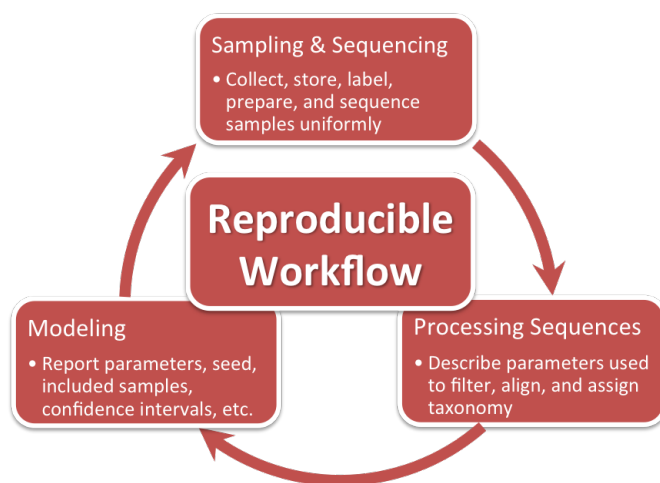 Sampling & Sequencing
• Collect, store, label,
prepare, and sequence
samples uniformly
Reproducible
Workflow
Processing Sequences
• Describe parameters used
to filter, align, and assign
taxonomy
Modeling
• Report parameters, seed,
included samples,
confidence intervals, etc.